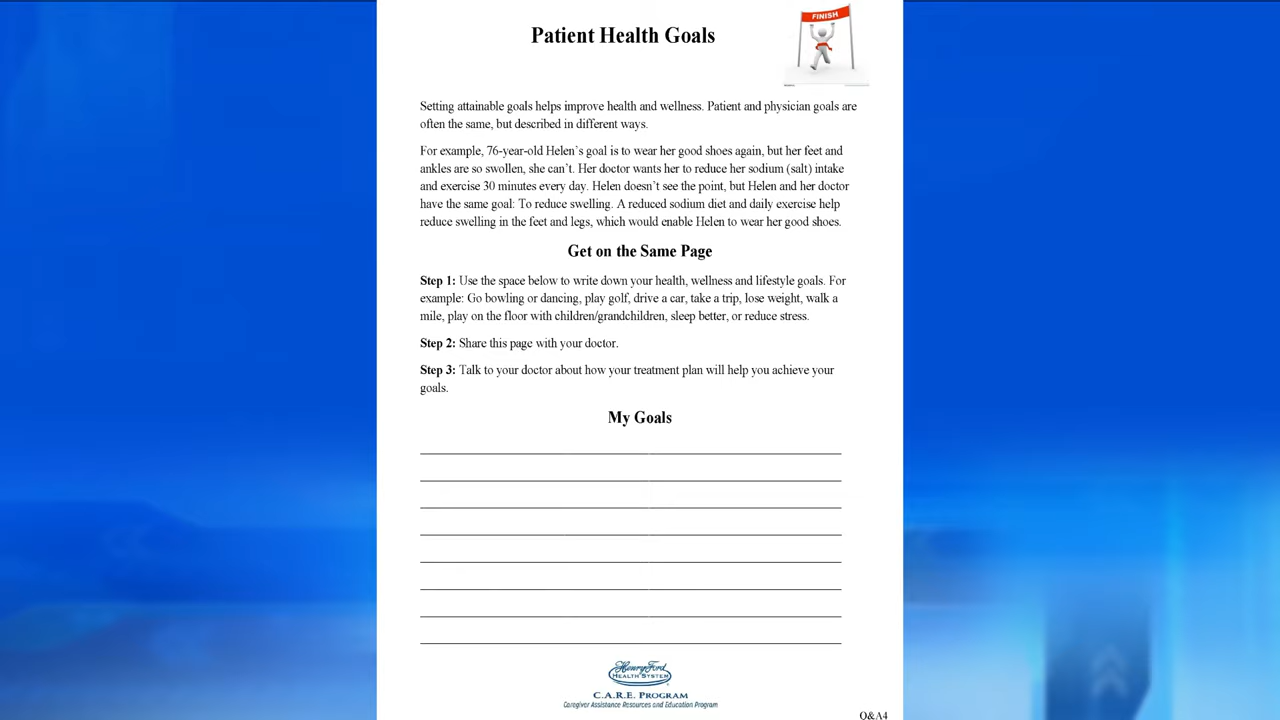 FINISH
Patient Health Goals
Setting attainable goals helps improve health and wellness. Patient and physician goals are
often the same, but described in different ways.
For example, 76-year-old Helen's goal is to wear her good shoes again, but her feet and
ankles are so swollen, she can't. Her doctor wants her to reduce her sodium (salt) intake
and exercise 30 minutes every day. Helen doesn't see the point, but Helen and her doctor
have the same goal: To reduce swelling. A reduced sodium diet and daily exercise help
reduce swelling in the feet and legs, which would enable Helen to wear her good shoes.
Get on the Same Page
Step 1: Use the space below to write down your health, wellness and lifestyle goals. For
example: Go bowling or dancing, play golf, drive a car, take a trip, lose weight, walk a
mile, play on the floor with children/grandchildren, sleep better, or reduce stress.
Step 2: Share this page with your doctor.
Step 3: Talk to your doctor about how your treatment plan will help you achieve your
goals.
My Goals
Henry Ford
HEALTH SYSTEM
C.A.R.E. PROGRAM
Caregiver Assistance Resources and Education Program
Q&A4